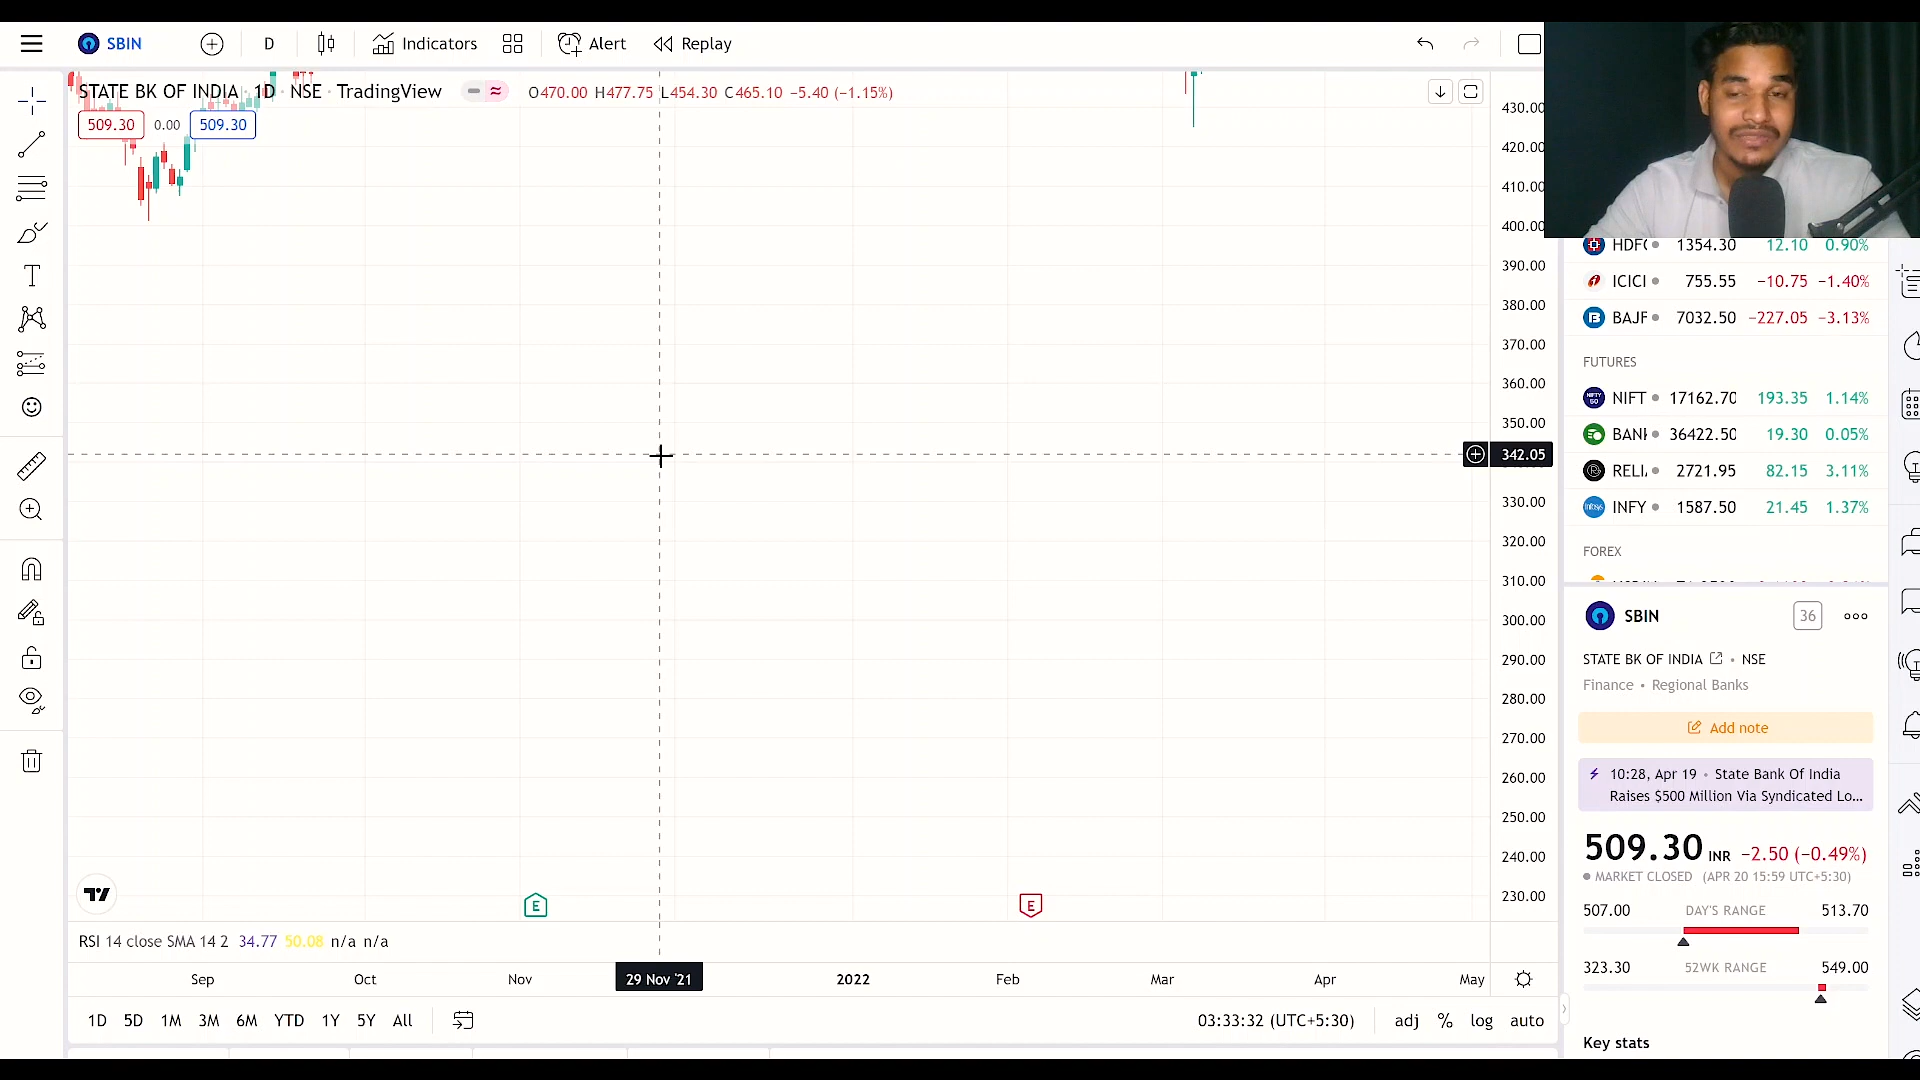 SBIN
D
Indicators
Alert
Replay
STATE BK OF INDIA · 1D · NSE · TradingView
O470.00 H477.75 L454.30 C465.10 −5.40 (−1.15%)
509.30 0.00 509.30
430.00
420.00
410.00
400.00
390.00
380.00
370.00
360.00
350.00
342.05
330.00
320.00
310.00
300.00
290.00
280.00
270.00
260.00
250.00
240.00
230.00
E E
RSI 14 close SMA 14 2 34.77 50.08 n/a n/a
Sep Oct Nov 29 Nov '21 2022 Feb Mar Apr May
1D 5D 1M 3M 6M YTD 1Y 5Y All
03:33:32 (UTC+5:30) adj % log auto
HDFC 1354.30 12.10 0.90%
ICICI 755.55 −10.75 −1.40%
BAJF 7032.50 −227.05 −3.13%
FUTURES
NIFT 17162.70 193.35 1.14%
BANK 36422.50 19.30 0.05%
RELIA 2721.95 82.15 3.11%
INFY 1587.50 21.45 1.37%
FOREX
SBIN 36
STATE BK OF INDIA • NSE
Finance • Regional Banks
Add note
10:28, Apr 19 • State Bank Of India
Raises $500 Million Via Syndicated Lo...
509.30 INR −2.50 (−0.49%)
MARKET CLOSED (APR 20 15:59 UTC+5:30)
507.00 DAY'S RANGE 513.70
323.30 52WK RANGE 549.00
Key stats